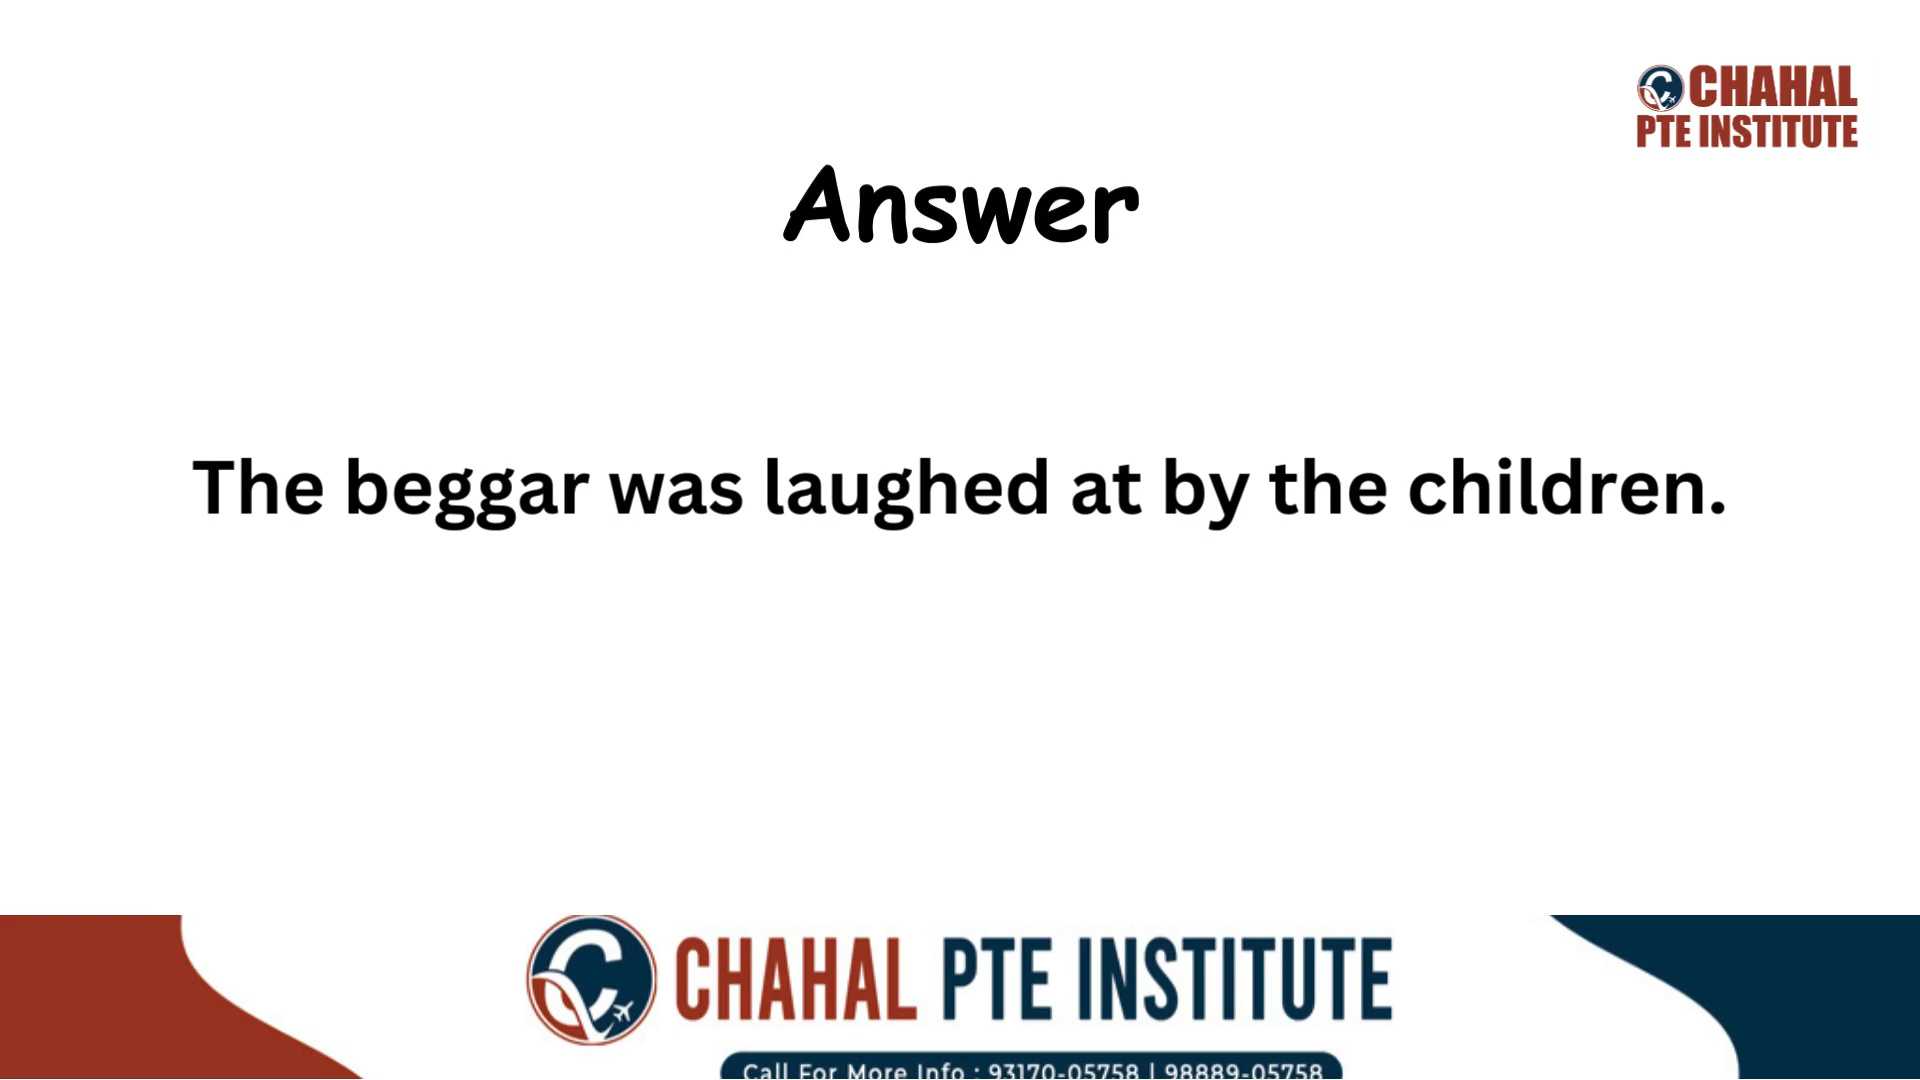 CHAHAL
PTE INSTITUTE
Answer
The beggar was laughed at by the children.
CHAHAL PTE INSTITUTE
Call For More Info : 93170-05758 | 98889-05758